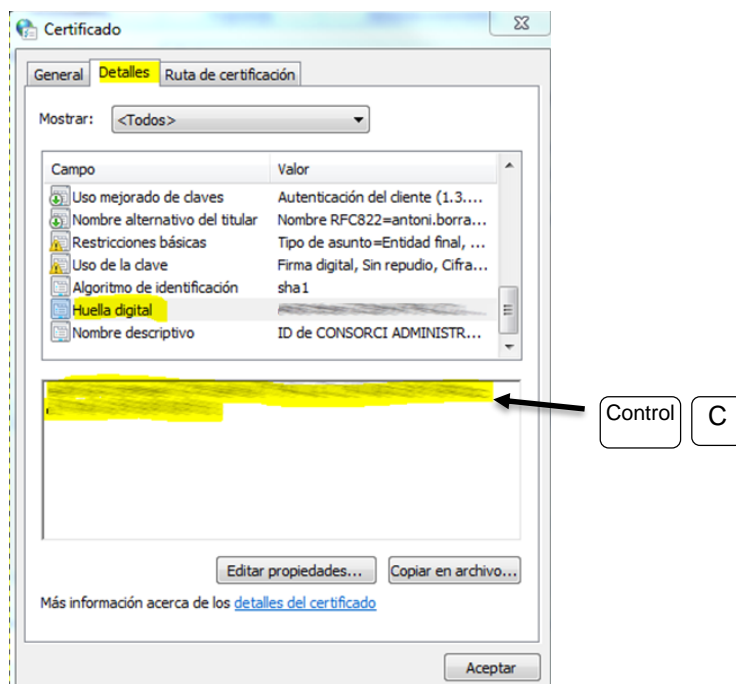 Certificado
General Detalles Ruta de certificación
Mostrar: <Todos>
Campo Valor
Uso mejorado de claves Autenticación del cliente (1.3....
Nombre alternativo del titular Nombre RFC822=antoni.borra...
Restricciones básicas Tipo de asunto=Entidad final, ...
Uso de la clave Firma digital, Sin repudio, Cifra...
Algoritmo de identificación sha1
Huella digital
Nombre descriptivo ID de CONSORCI ADMINISTR...
Control C
Editar propiedades... Copiar en archivo...
Más información acerca de los detalles del certificado
Aceptar